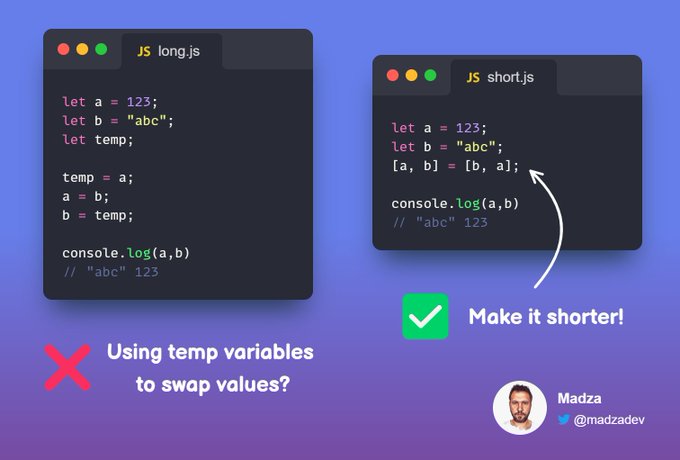 JS long.js
let a = 123;
let b = "abc";
let temp;
temp = a;
a = b;
b = temp;
console.log(a,b)
// "abc" 123
Using temp variables
to swap values?
JS short.js
let a = 123;
let b = "abc";
[a, b] = [b, a];
console.log(a,b)
// "abc" 123
Make it shorter!
Madza
@madzadev